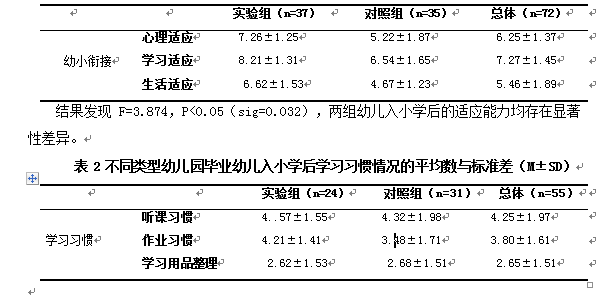 实验组（n=37） 对照组（n=35） 总体（n=72）
心理适应 7.26±1.25 5.22±1.87 6.25±1.37
幼小衔接 学习适应 8.21±1.31 6.54±1.65 7.27±1.45
生活适应 6.62±1.53 4.67±1.23 5.46±1.89
结果发现 F=3.874，P<0.05（sig=0.032），两组幼儿入小学后的适应能力均存在显著
性差异。
表 2 不同类型幼儿园毕业幼儿入小学后学习习惯情况的平均数与标准差（M±SD）
实验组（n=24） 对照组（n=31） 总体（n=55）
听课习惯 4..57±1.55 4.32±1.98 4.25±1.97
学习习惯 作业习惯 4.21±1.41 3.48±1.71 3.80±1.61
学习用品整理 2.62±1.53 2.68±1.51 2.65±1.51